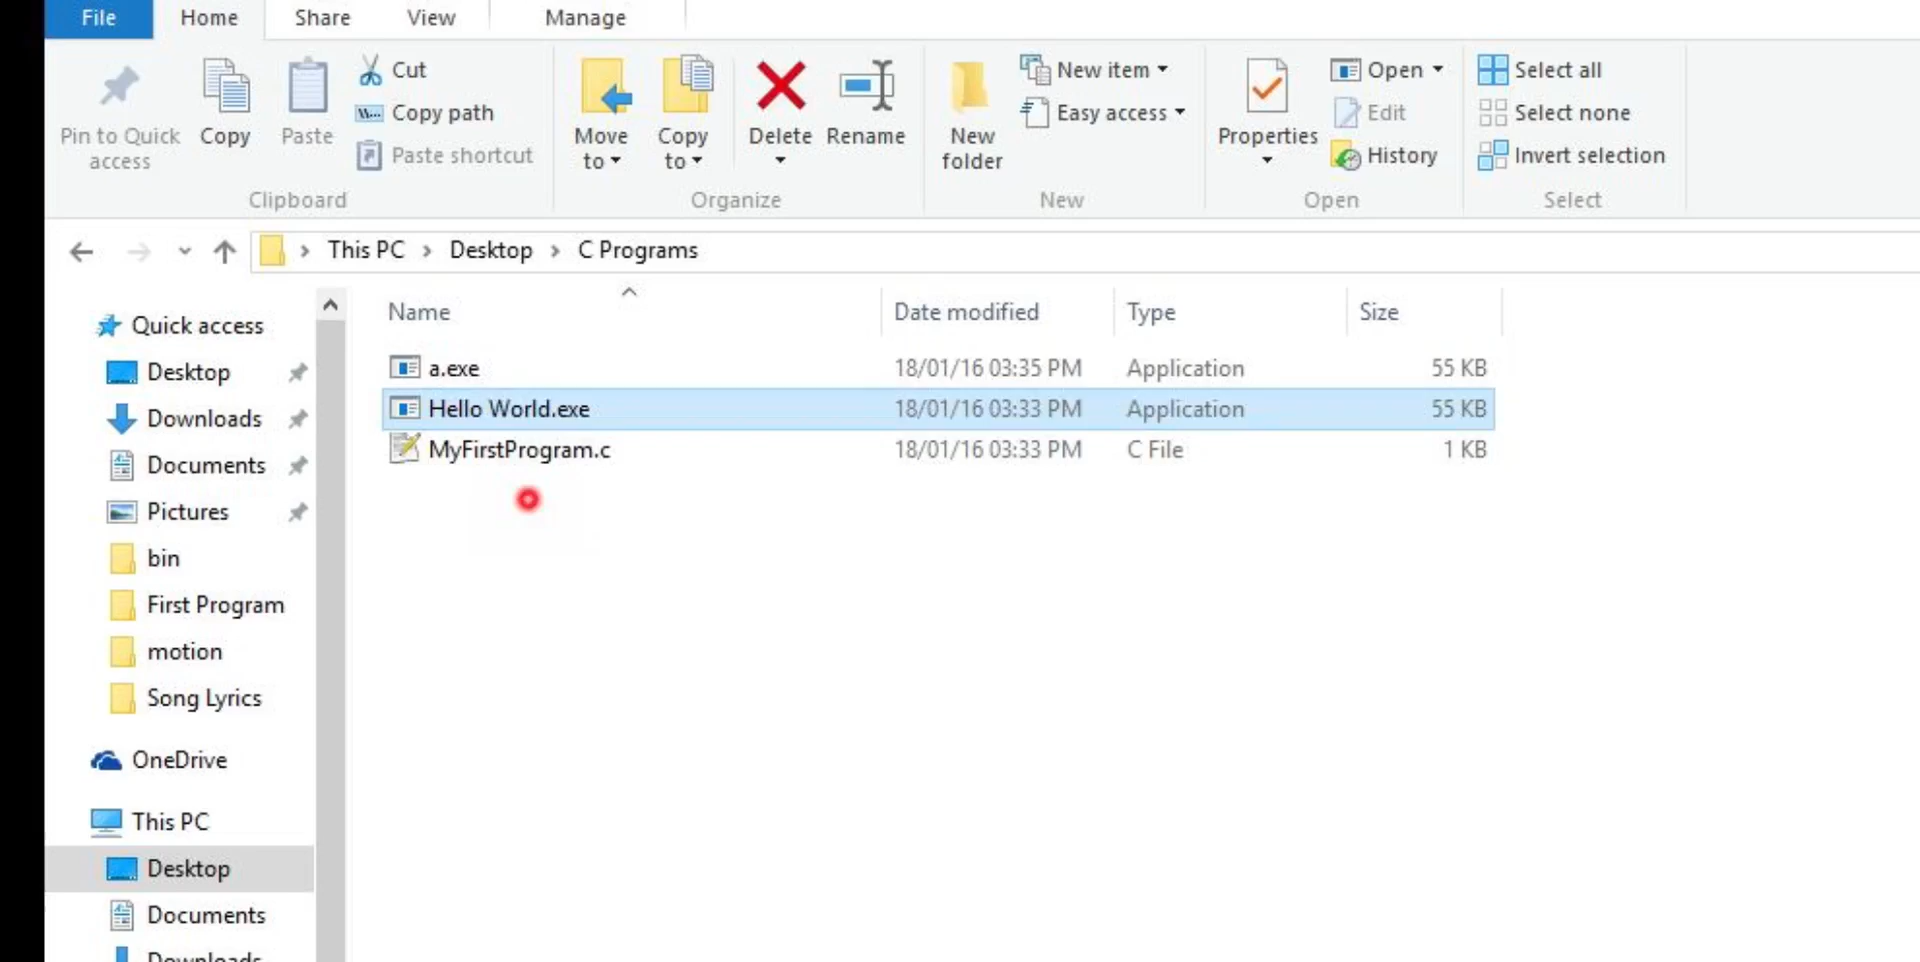 File Home Share View Manage
Pin to Quick access
Copy
Paste
Cut
Copy path
Paste shortcut
Clipboard
Move to
Copy to
Delete
Rename
Organize
New folder
New item
Easy access
New
Properties
Open
Edit
History
Open
Select all
Select none
Invert selection
Select
This PC > Desktop > C Programs
Name Date modified Type Size
a.exe 18/01/16 03:35 PM Application 55 KB
Hello World.exe 18/01/16 03:33 PM Application 55 KB
MyFirstProgram.c 18/01/16 03:33 PM C File 1 KB
Quick access
Desktop
Downloads
Documents
Pictures
bin
First Program
motion
Song Lyrics
OneDrive
This PC
Desktop
Documents
Downloads